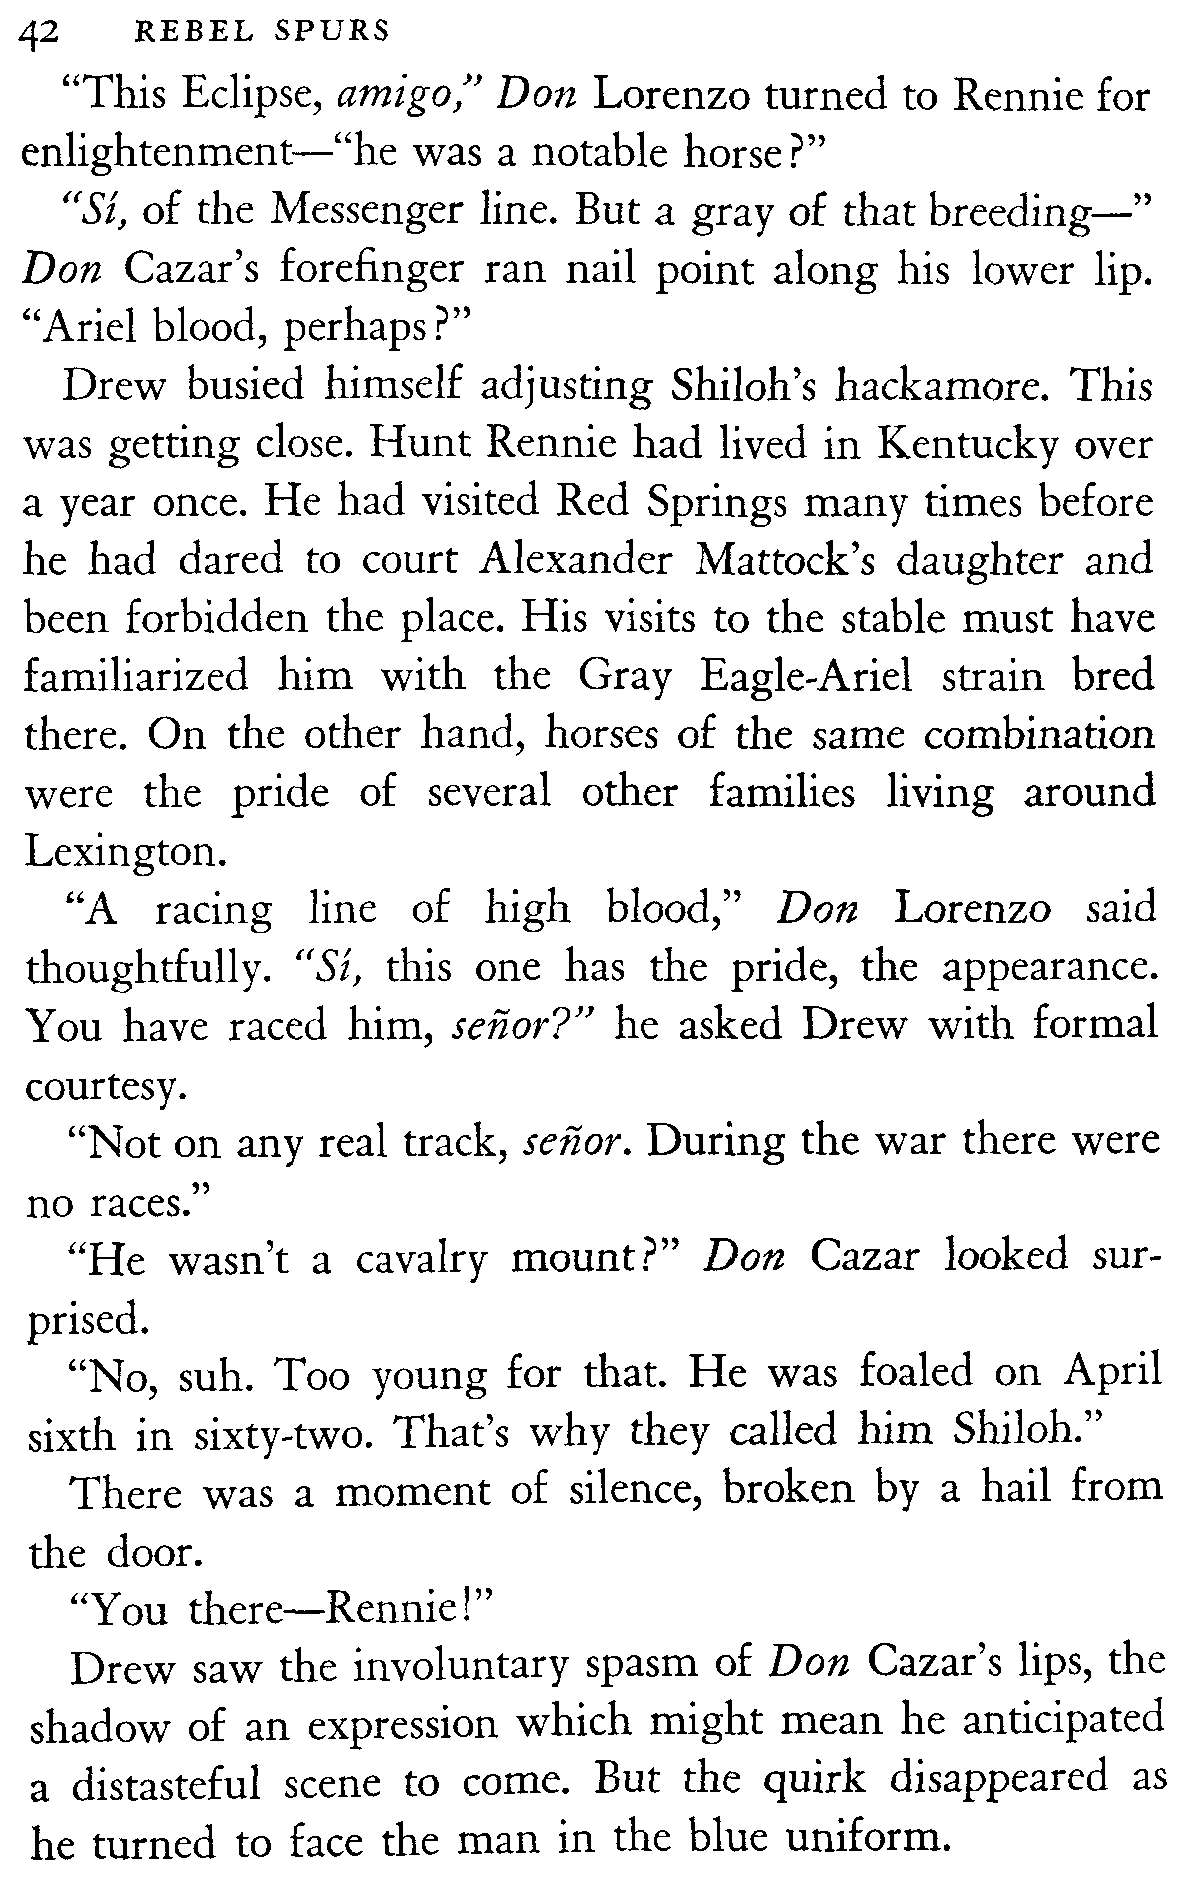 42 REBEL SPURS
“This Eclipse, amigo,” Don Lorenzo turned to Rennie for
enlightenment—“he was a notable horse?”
“Sí, of the Messenger line. But a gray of that breeding—”
Don Cazar’s forefinger ran nail point along his lower lip.
“Ariel blood, perhaps?”
Drew busied himself adjusting Shiloh’s hackamore. This
was getting close. Hunt Rennie had lived in Kentucky over
a year once. He had visited Red Springs many times before
he had dared to court Alexander Mattock’s daughter and
been forbidden the place. His visits to the stable must have
familiarized him with the Gray Eagle-Ariel strain bred
there. On the other hand, horses of the same combination
were the pride of several other families living around
Lexington.
“A racing line of high blood,” Don Lorenzo said
thoughtfully. “Sí, this one has the pride, the appearance.
You have raced him, señor?” he asked Drew with formal
courtesy.
“Not on any real track, señor. During the war there were
no races.”
“He wasn’t a cavalry mount?” Don Cazar looked sur-
prised.
“No, suh. Too young for that. He was foaled on April
sixth in sixty-two. That’s why they called him Shiloh.”
There was a moment of silence, broken by a hail from
the door.
“You there—Rennie!”
Drew saw the involuntary spasm of Don Cazar’s lips, the
shadow of an expression which might mean he anticipated
a distasteful scene to come. But the quirk disappeared as
he turned to face the man in the blue uniform.